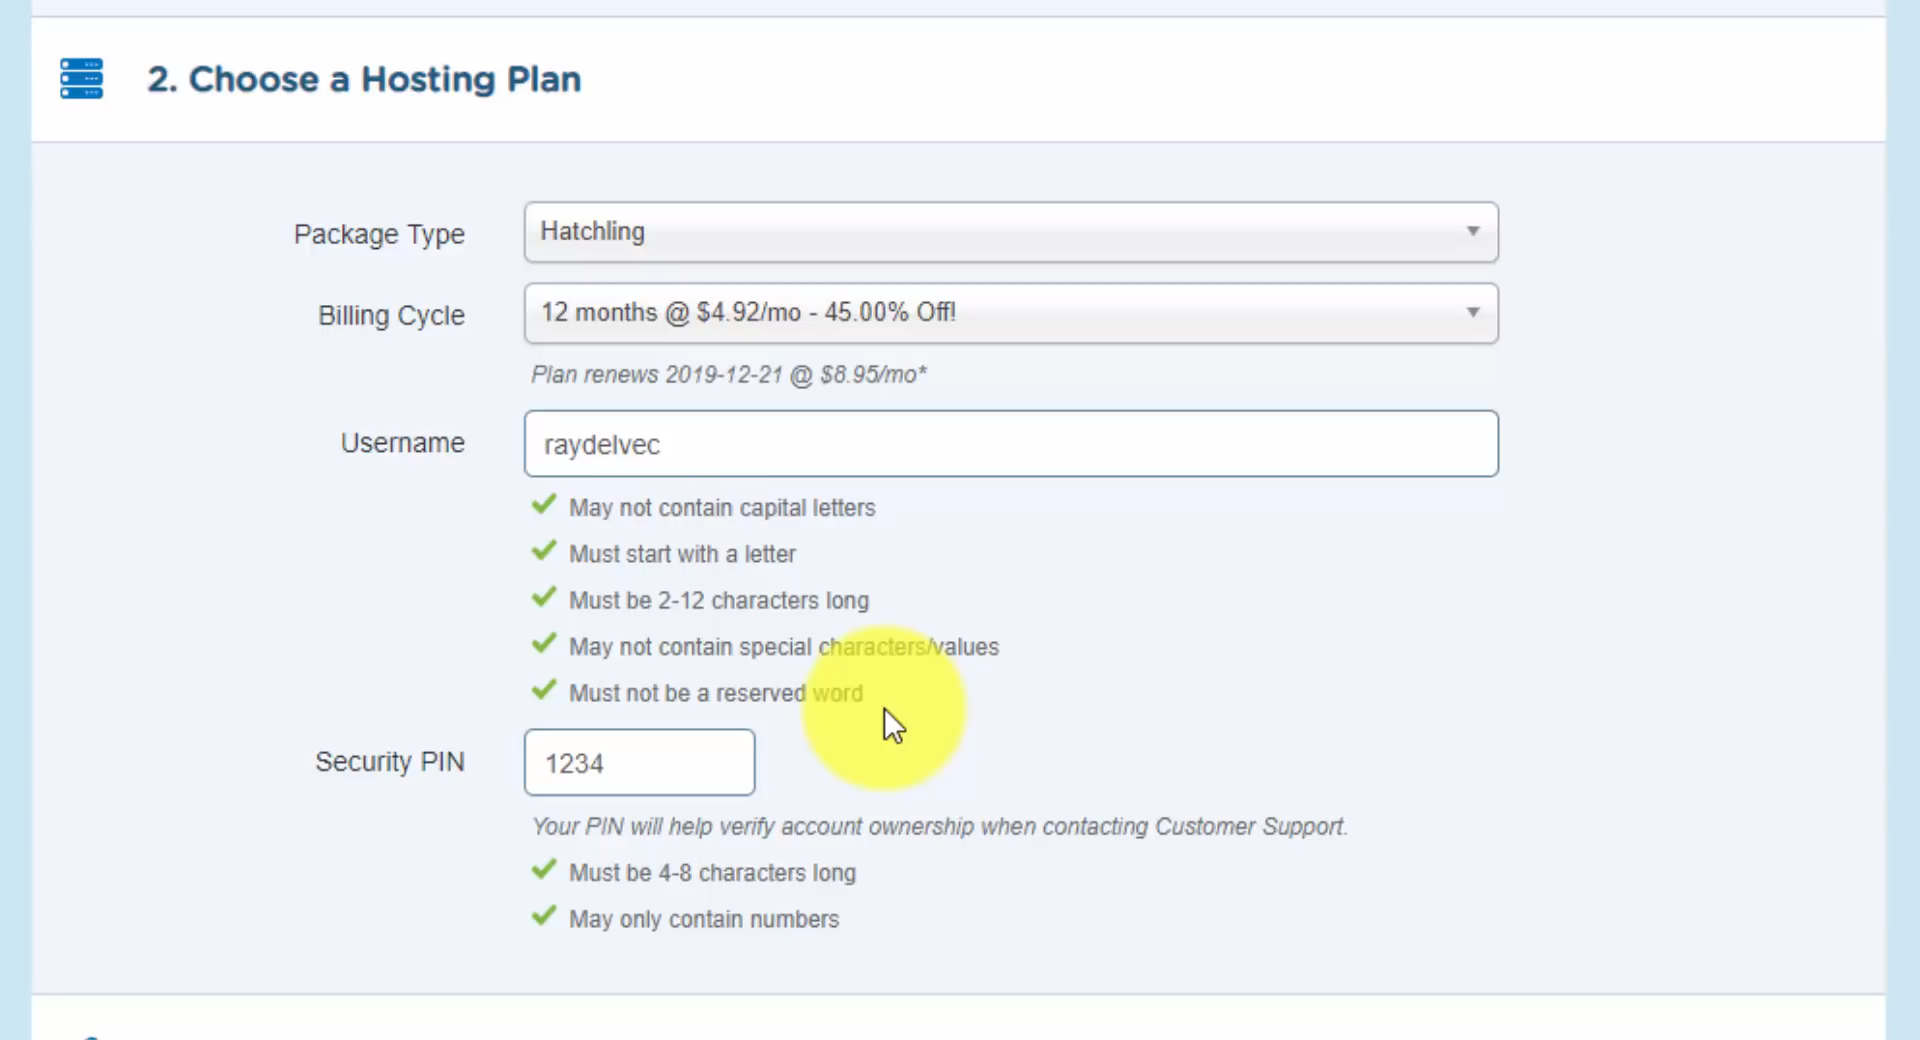 2. Choose a Hosting Plan
Package Type
Hatchling
Billing Cycle
12 months @ $4.92/mo - 45.00% Off!
Plan renews 2019-12-21 @ $8.95/mo*
Username
raydelvec
May not contain capital letters
Must start with a letter
Must be 2-12 characters long
May not contain special characters/values
Must not be a reserved word
Security PIN
1234
Your PIN will help verify account ownership when contacting Customer Support.
Must be 4-8 characters long
May only contain numbers